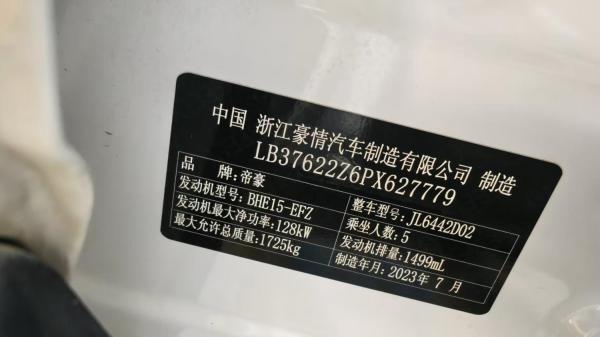 中国 浙江豪情汽车制造有限公司 制造
LB37622Z6PX627779
品 牌:帝豪
发动机型号:BHE15-EFZ 整车型号:JL6442D02
发动机最大净功率:128kW 乘坐人数:5
最大允许总质量:1725kg 发动机排量:1499mL
制造年月:2023年 7 月